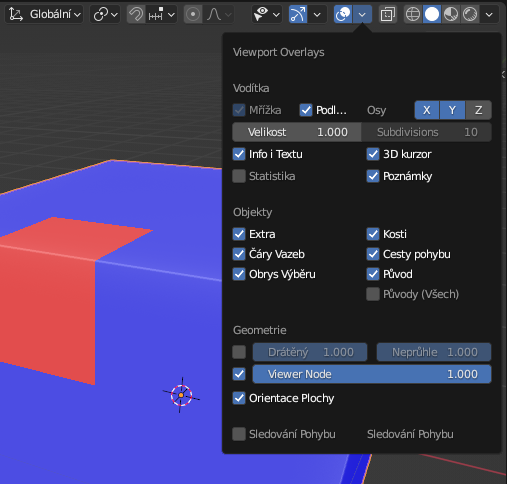 Globální
Viewport Overlays
Vodítka
Mřížka Podl... Osy X Y Z
Velikost 1.000 Subdivisions 10
Info i Textu 3D kurzor
Statistika Poznámky
Objekty
Extra Kosti
Čáry Vazeb Cesty pohybu
Obrys Výběru Původ
Původy (Všech)
Geometrie
Drátěný 1.000 Neprůhle 1.000
Viewer Node 1.000
Orientace Plochy
Sledování Pohybu Sledování Pohybu